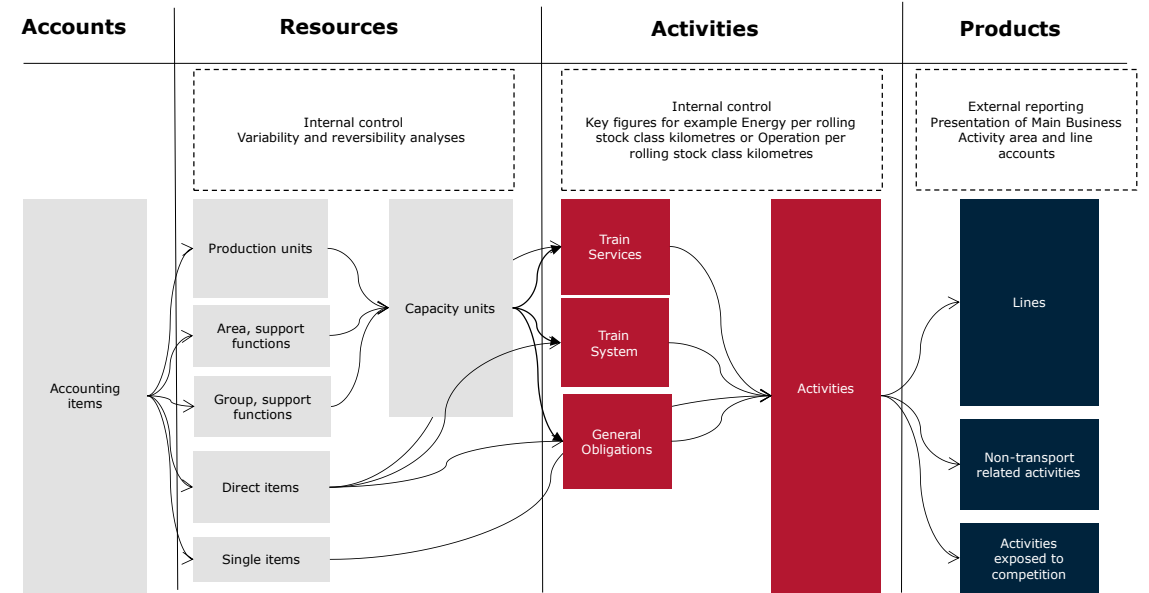 Accounts
Resources
Activities
Products
Internal control
Variability and reversibility analyses
Internal control
Key figures for example Energy per rolling
stock class kilometres or Operation per
rolling stock class kilometres
External reporting
Presentation of Main Business
Activity area and line
accounts
Accounting
items
Production units
Area, support
functions
Group, support
functions
Direct items
Single items
Capacity units
Train
Services
Train
System
General
Obligations
Activities
Lines
Non-transport
related activities
Activities
exposed to
competition